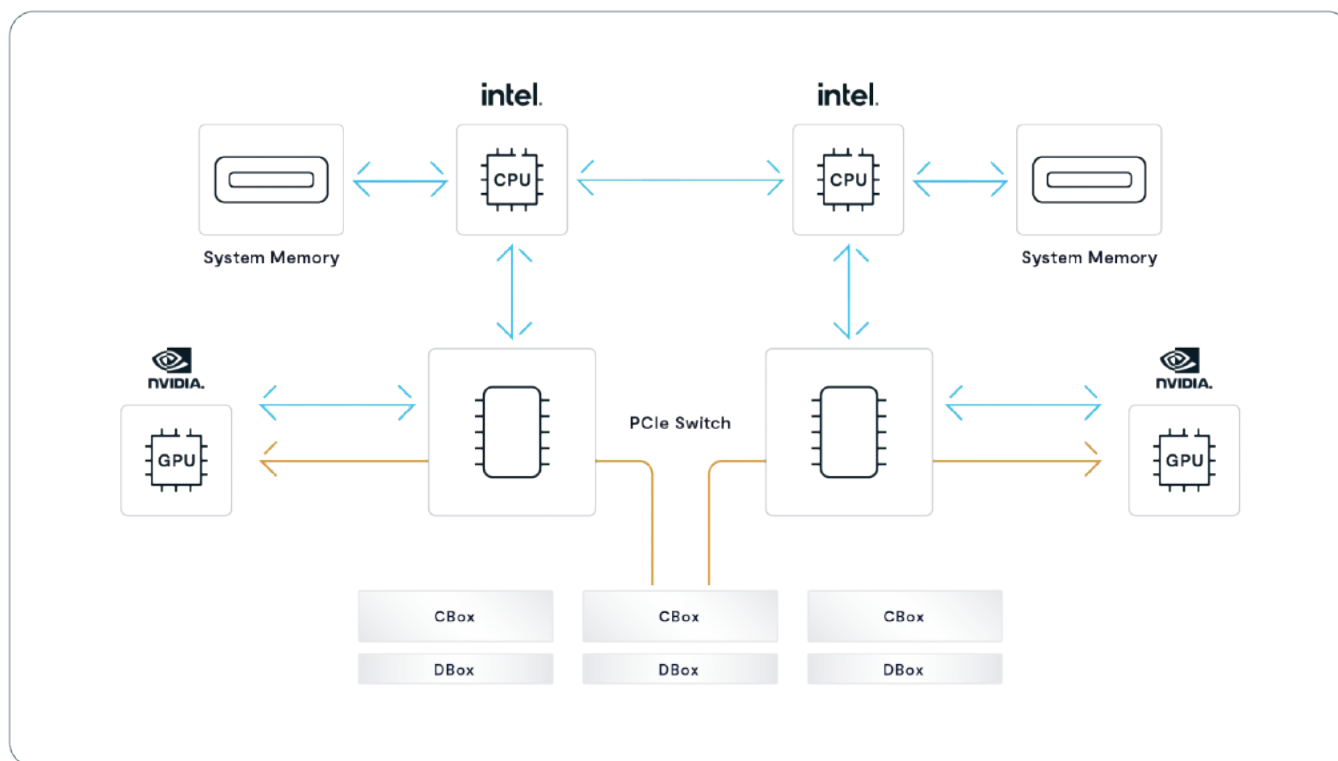 intel.
intel.
CPU
CPU
System Memory
System Memory
NVIDIA.
NVIDIA.
PCIe Switch
GPU
GPU
CBox
CBox
CBox
DBox
DBox
DBox